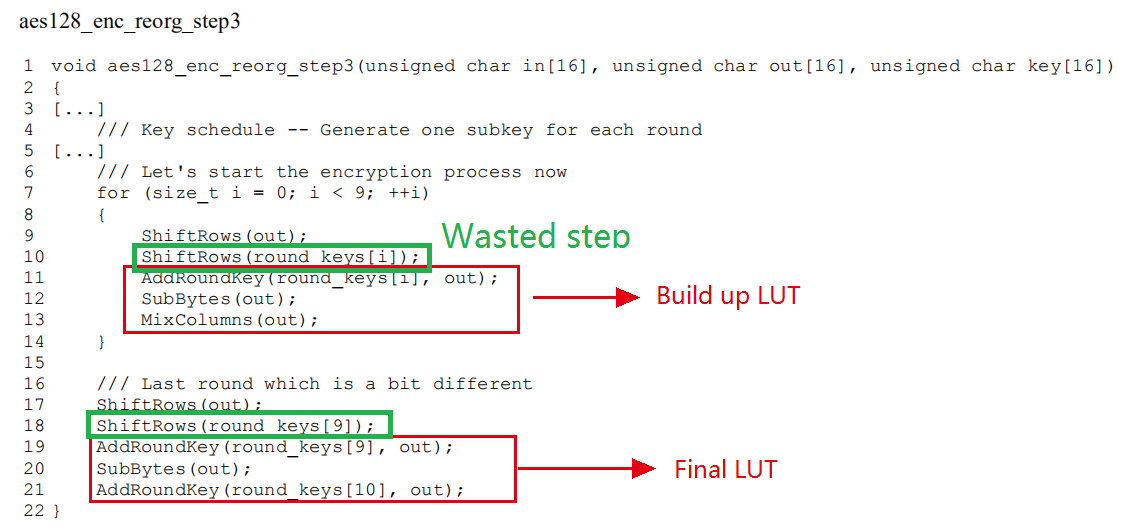 aes128_enc_reorg_step3
1 void aes128_enc_reorg_step3(unsigned char in[16], unsigned char out[16], unsigned char key[16])
2 {
3 [...]
4 /// Key schedule -- Generate one subkey for each round
5 [...]
6 /// Let's start the encryption process now
7 for (size_t i = 0; i < 9; ++i)
8 {
9 ShiftRows(out);
Wasted step
10 ShiftRows(round_keys[i]);
11 AddRoundKey(round_keys[i], out);
12 SubBytes(out);
Build up LUT
13 MixColumns(out);
14 }
15
16 /// Last round which is a bit different
17 ShiftRows(out);
18 ShiftRows(round_keys[9]);
19 AddRoundKey(round_keys[9], out);
20 SubBytes(out);
Final LUT
21 AddRoundKey(round_keys[10], out);
22 }